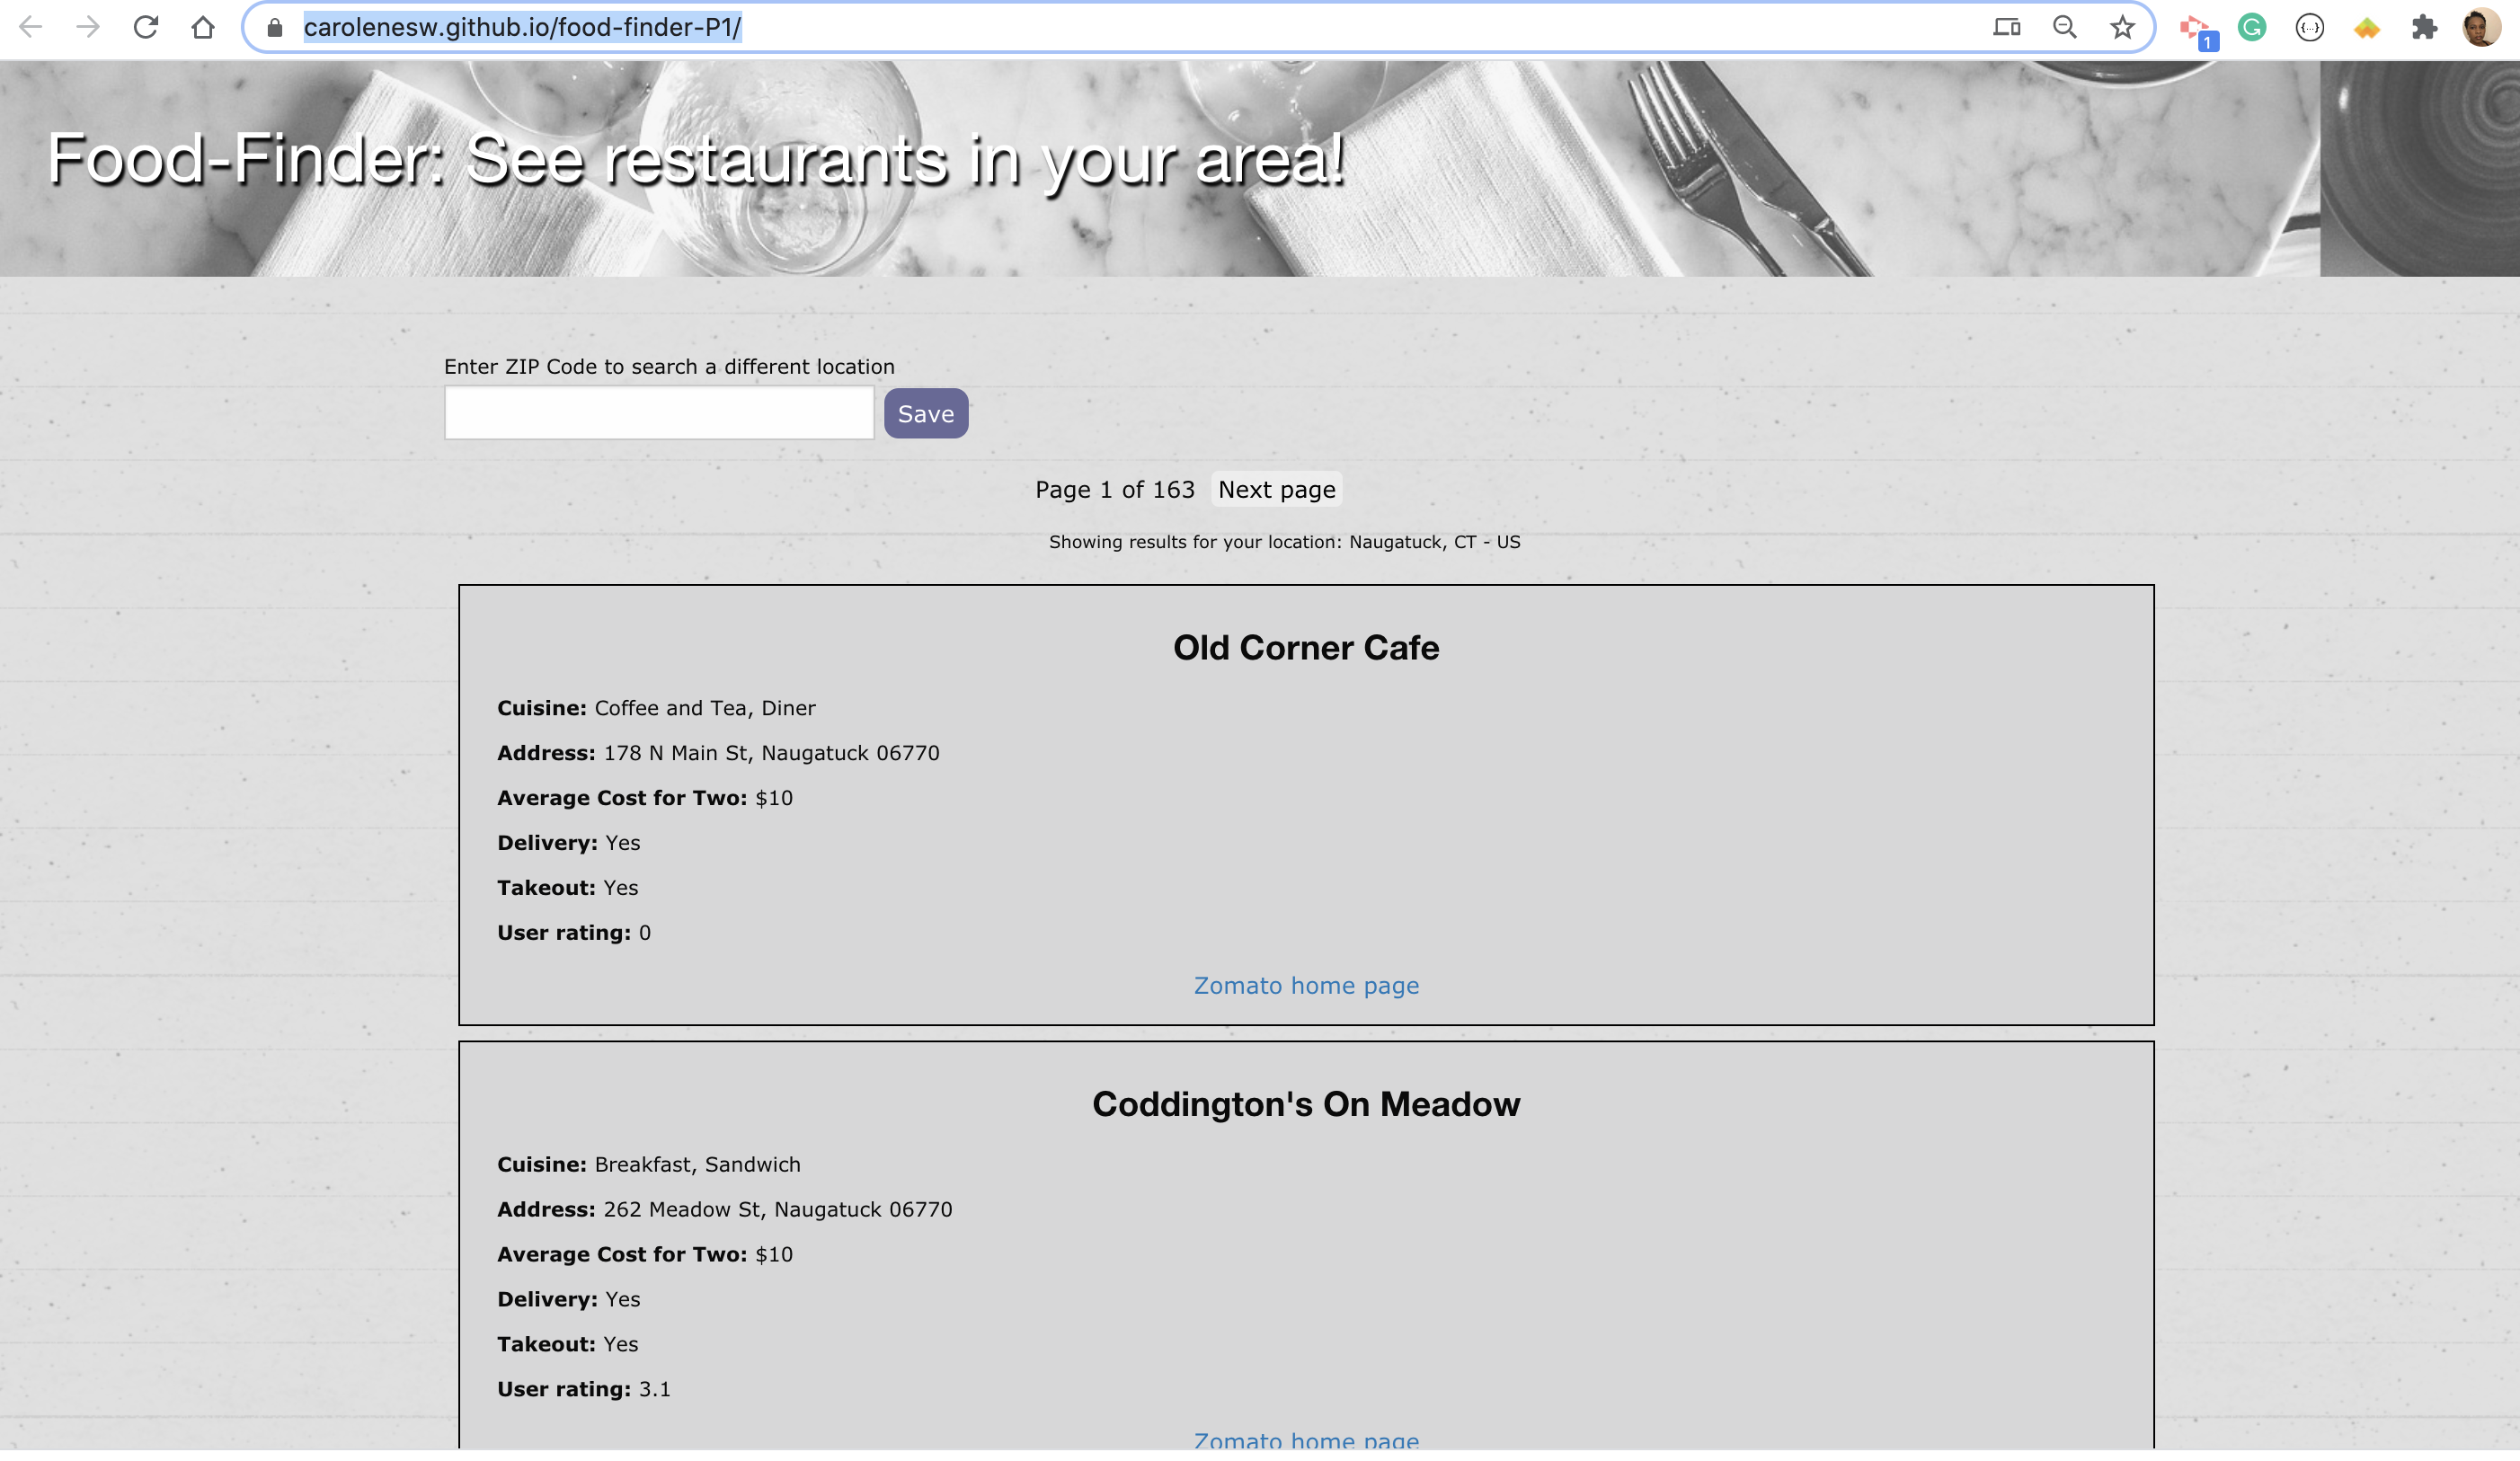 carolenesw.github.io/food-finder-P1/
1
Food-Finder: See restaurants in your area!
Enter ZIP Code to search a different location
Save
Page 1 of 163 Next page
Showing results for your location: Naugatuck, CT - US
Old Corner Cafe
Cuisine: Coffee and Tea, Diner
Address: 178 N Main St, Naugatuck 06770
Average Cost for Two: $10
Delivery: Yes
Takeout: Yes
User rating: 0
Zomato home page
Coddington's On Meadow
Cuisine: Breakfast, Sandwich
Address: 262 Meadow St, Naugatuck 06770
Average Cost for Two: $10
Delivery: Yes
Takeout: Yes
User rating: 3.1
Zomato home page